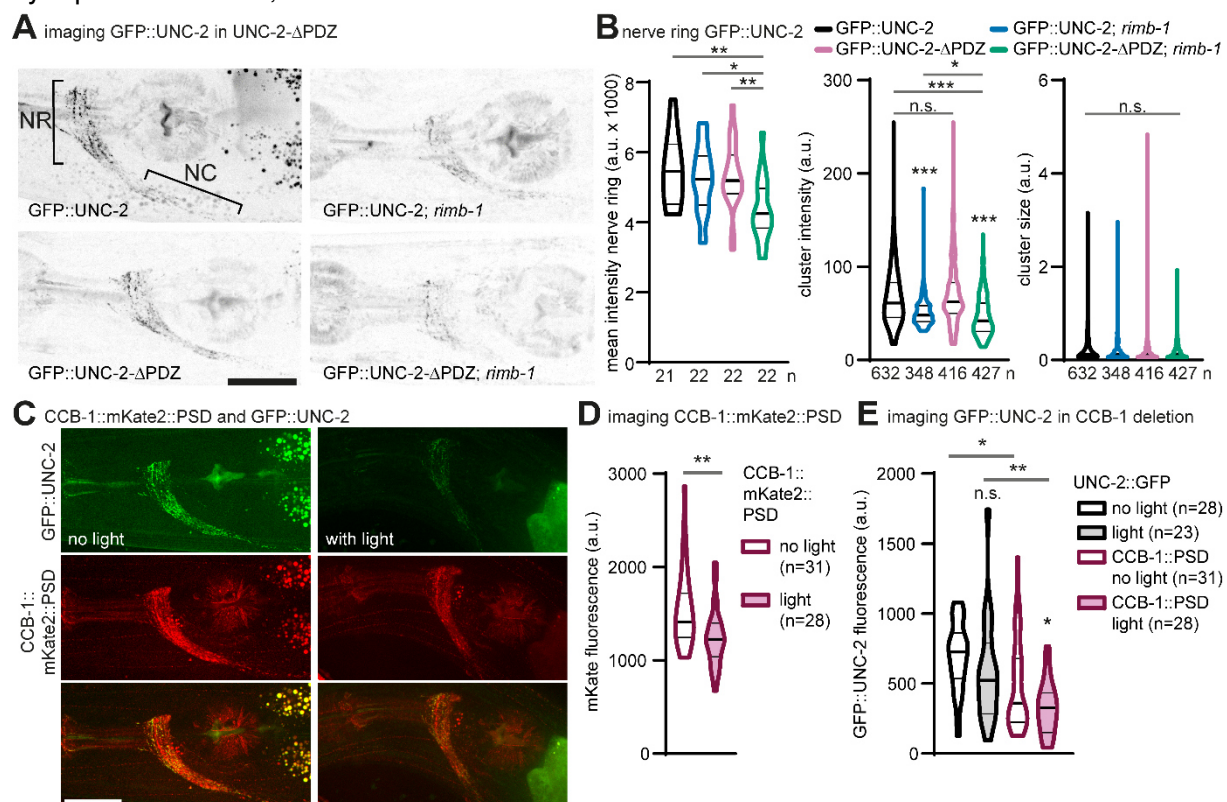 A imaging GFP::UNC-2 in UNC-2-ΔPDZ
NR
NC
GFP::UNC-2
GFP::UNC-2; rimb-1
GFP::UNC-2-ΔPDZ
GFP::UNC-2-ΔPDZ; rimb-1
B nerve ring GFP::UNC-2
GFP::UNC-2
GFP::UNC-2; rimb-1
GFP::UNC-2-ΔPDZ
GFP::UNC-2-ΔPDZ; rimb-1
mean intensity nerve ring (a.u. x 1000)
8
6
4
2
0
**
*
**
21 22 22 22 n
cluster intensity (a.u.)
300
200
100
0
*
***
n.s.
***
***
632 348 416 427 n
cluster size (a.u.)
6
4
2
0
n.s.
632 348 416 427 n
C CCB-1::mKate2::PSD and GFP::UNC-2
GFP::UNC-2
no light
with light
CCB-1::
mKate2::PSD
D imaging CCB-1::mKate2::PSD
mKate fluorescence (a.u.)
3000
2000
1000
0
**
CCB-1::
mKate2::
PSD
no light
(n=31)
light
(n=28)
E imaging GFP::UNC-2 in CCB-1 deletion
GFP::UNC-2 fluorescence (a.u.)
2000
1500
1000
500
0
*
**
n.s.
*
UNC-2::GFP
no light (n=28)
light (n=23)
CCB-1::PSD
no light (n=31)
CCB-1::PSD
light (n=28)